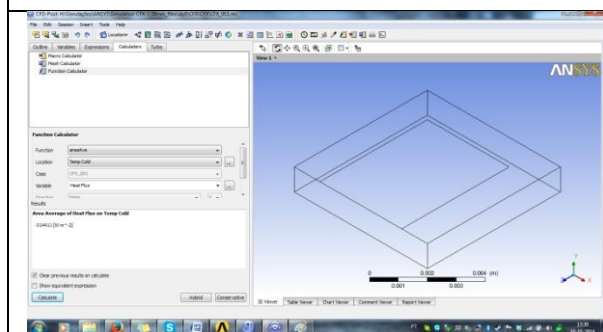 File Edit Session Insert Tools Help
Outline Variables Expressions Calculators Turbo
Macro Calculator
Mesh Calculator
Function Calculator
Function Calculator
Function areaAve
Location Temp Cold
Case CFX_001
Variable Heat Flux
Results
Area Average of Heat Flux on Temp Cold
Clear previous results on calculate
Show equivalent expression
Calculate Hybrid Conservative
View 1
ANSYS
0 0.002 0.004 (m)
0.001 0.003
3D Viewer Table Viewer Chart Viewer Comment Viewer Report Viewer